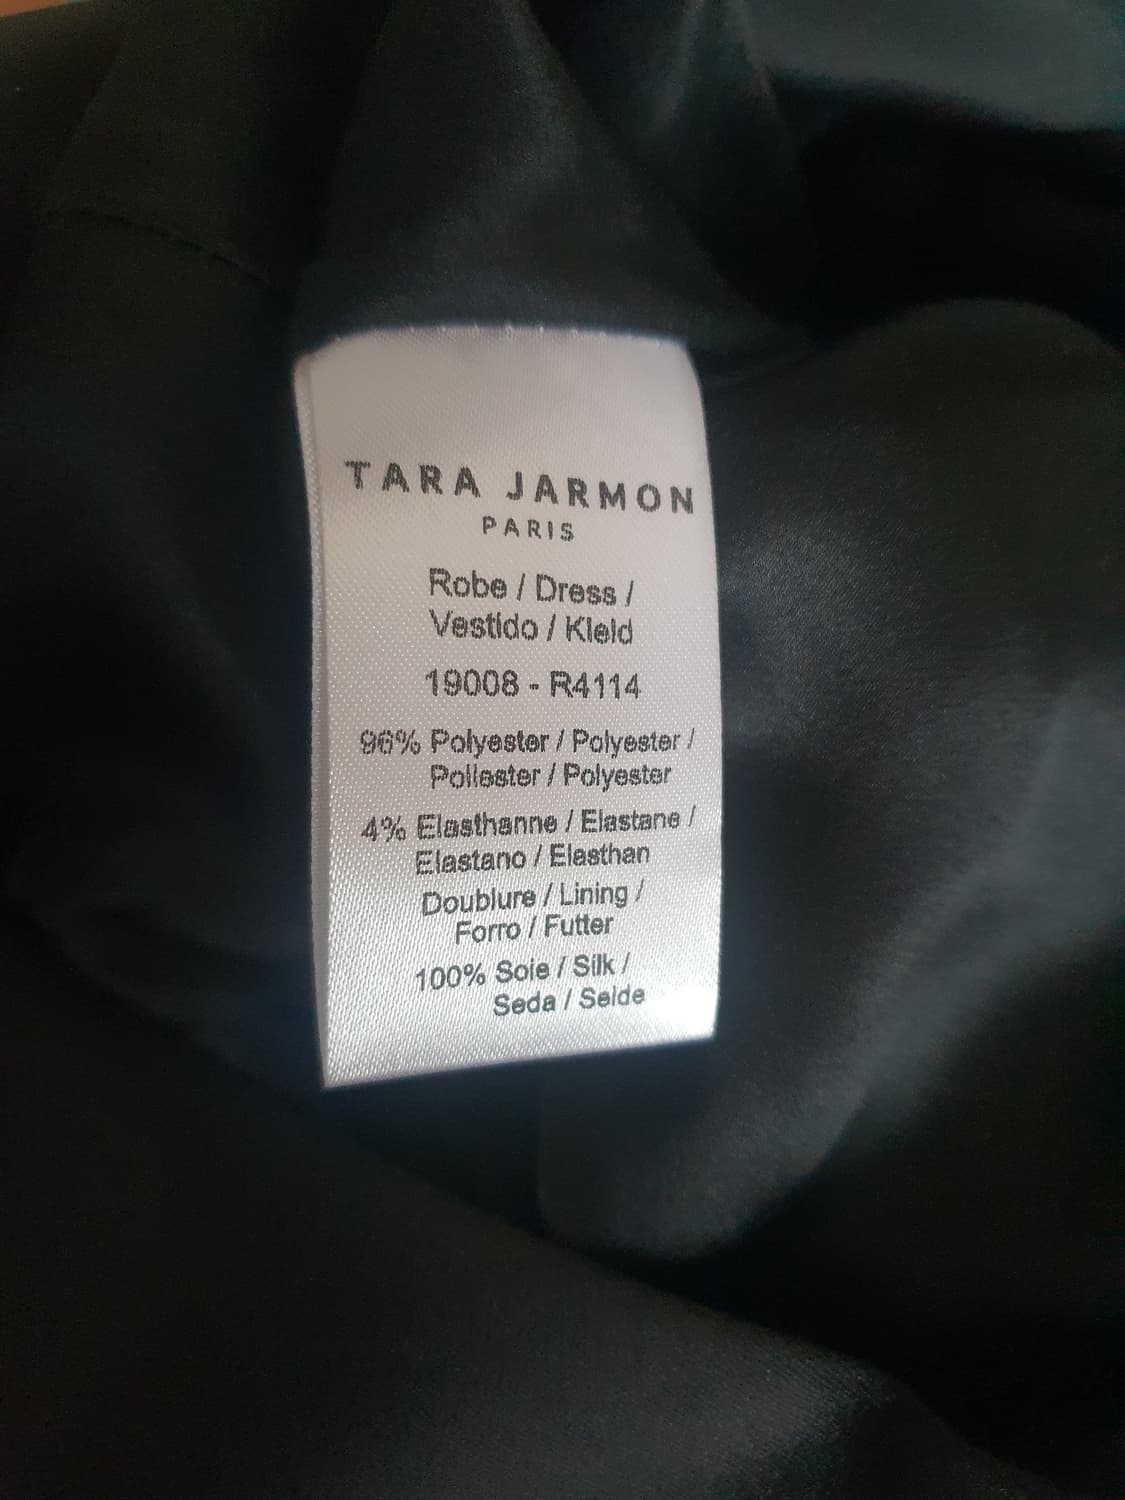 TARA JARMON
PARIS
Robe / Dress /
Vestido / Kleid
19008 - R4114
96% Polyester / Polyester /
Poliester / Polyester
4% Elasthanne / Elastane /
Elastano / Elasthan
Doublure / Lining /
Forro / Futter
100% Soie / Silk /
Seda / Seide